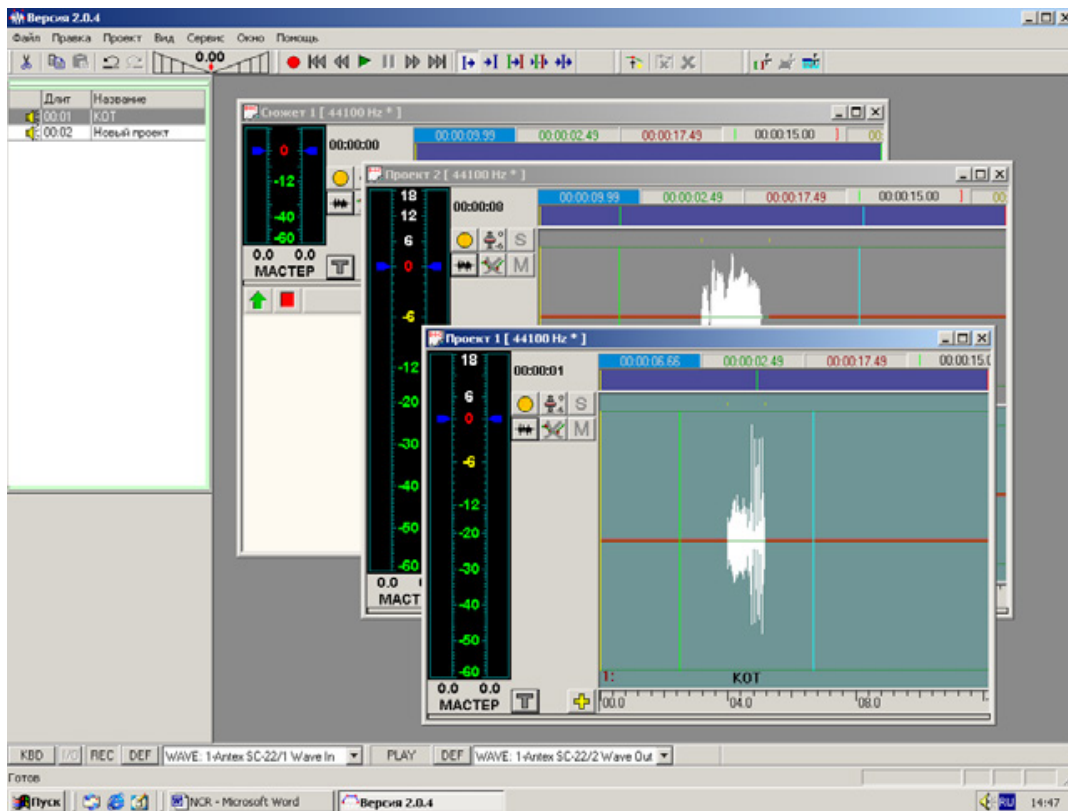 Версия 2.0.4
Файл Правка Проект Вид Сервис Окно Помощь
0.00
Длит Название
00:01 КОТ
00:02 Новый проект
Сюжет 1 [ 44100 Hz * ]
00:00:00
00:00:09.99 00:00:02.49 00:00:17.49 00:00:15.00 ] 00:
0
-12
-40
-60
0.0 0.0
МАСТЕР T
Проект 2 [ 44100 Hz * ]
00:00:00
00:00:09.99 00:00:02.49 00:00:17.49 00:00:15.00 ] 00:
18
12
6
0
-6
-12
-20
-30
-40
-50
-60
S
M
0.0
МАСТ
Проект 1 [ 44100 Hz * ]
00:00:01
00:00:06.66 00:00:02.49 00:00:17.49 00:00:15.0
18
6
0
-6
-12
-20
-30
-40
-50
-60
S
M
1: КОТ
0.0 0.0
МАСТЕР T
00.0 04.0 08.0
KBD I/O REC DEF WAVE: 1-Antex SC-22/1 Wave In PLAY DEF WAVE: 1-Antex SC-22/2 Wave Out
Готов
Пуск NCR - Microsoft Word Версия 2.0.4 RU 14:47